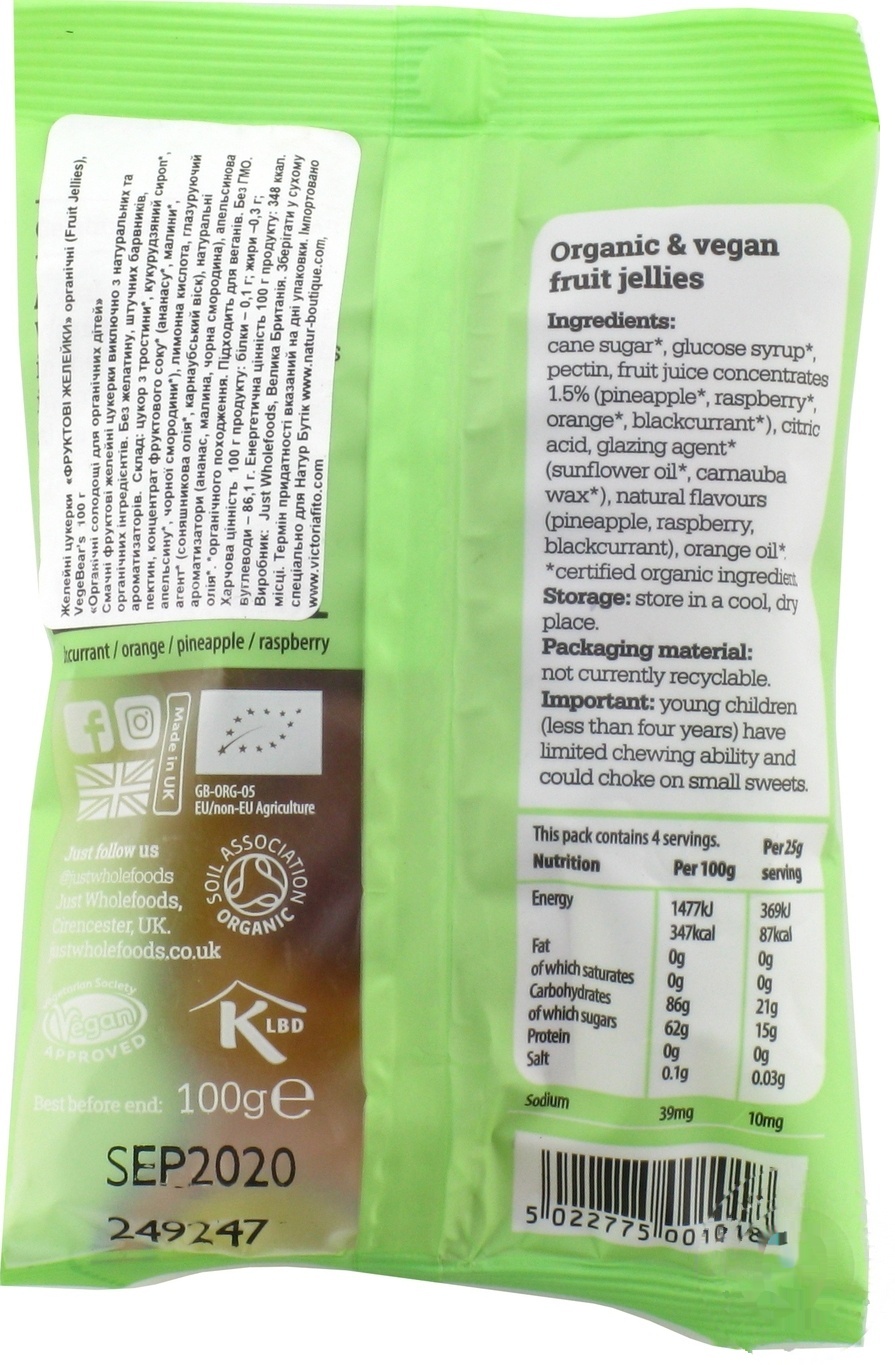 Желейні цукерки «ФРУКТОВІ ЖЕЛЕЙКИ» органічні (Fruit Jellies),
VegeBear's 100 г
«Органічні солодощі для органічних дітей»
Смачні фруктові желейні цукерки виключно з натуральних та
органічних інгредієнтів. Без желатину, штучних барвників,
ароматизаторів. Склад: цукор з тростини*, кукурудзяний сироп*,
пектин, концентрат фруктового соку* (ананасу*, малини*,
апельсину*, чорної смородини*), лимонна кислота, глазуруючий
агент* (соняшникова олія*, карнаубський віск), натуральні
ароматизатори (ананас, малина, чорна смородина), апельсинова
олія*. *органічного походження. Підходить для веганів. Без ГМО.
Харчова цінність 100 г продукту: білки – 0,1 г; жири –0,3 г;
вуглеводи – 86,1 г. Енергетична цінність 100 г продукту: 348 ккал.
Виробник: Just Wholefoods, Велика Британія. Зберігати у сухому
місці. Термін придатності вказаний на дні упаковки. Імпортовано
спеціально для Натур Бутік www.natur-boutique.com,
www.victoriafito.com
currant / orange / pineapple / raspberry
Made in UK
GB-ORG-05
EU/non-EU Agriculture
Just follow us
@justwholefoods
Just Wholefoods,
Cirencester, UK.
justwholefoods.co.uk
SOIL ASSOCIATION
ORGANIC
Vegetarian Society
Vegan
APPROVED
K LBD
Best before end: 100g℮
SEP2020
249247
Organic & vegan
fruit jellies
Ingredients:
cane sugar*, glucose syrup*,
pectin, fruit juice concentrates
1.5% (pineapple*, raspberry*,
orange*, blackcurrant*), citric
acid, glazing agent*
(sunflower oil*, carnauba
wax*), natural flavours
(pineapple, raspberry,
blackcurrant), orange oil*.
*certified organic ingredient.
Storage: store in a cool, dry
place.
Packaging material:
not currently recyclable.
Important: young children
(less than four years) have
limited chewing ability and
could choke on small sweets.
This pack contains 4 servings.
Nutrition Per 100g Per 25g serving
Energy 1477kJ 369kJ
347kcal 87kcal
Fat 0g 0g
of which saturates 0g 0g
Carbohydrates 86g 21g
of which sugars 62g 15g
Protein 0g 0g
Salt 0.1g 0.03g
Sodium 39mg 10mg
5 022775 001018